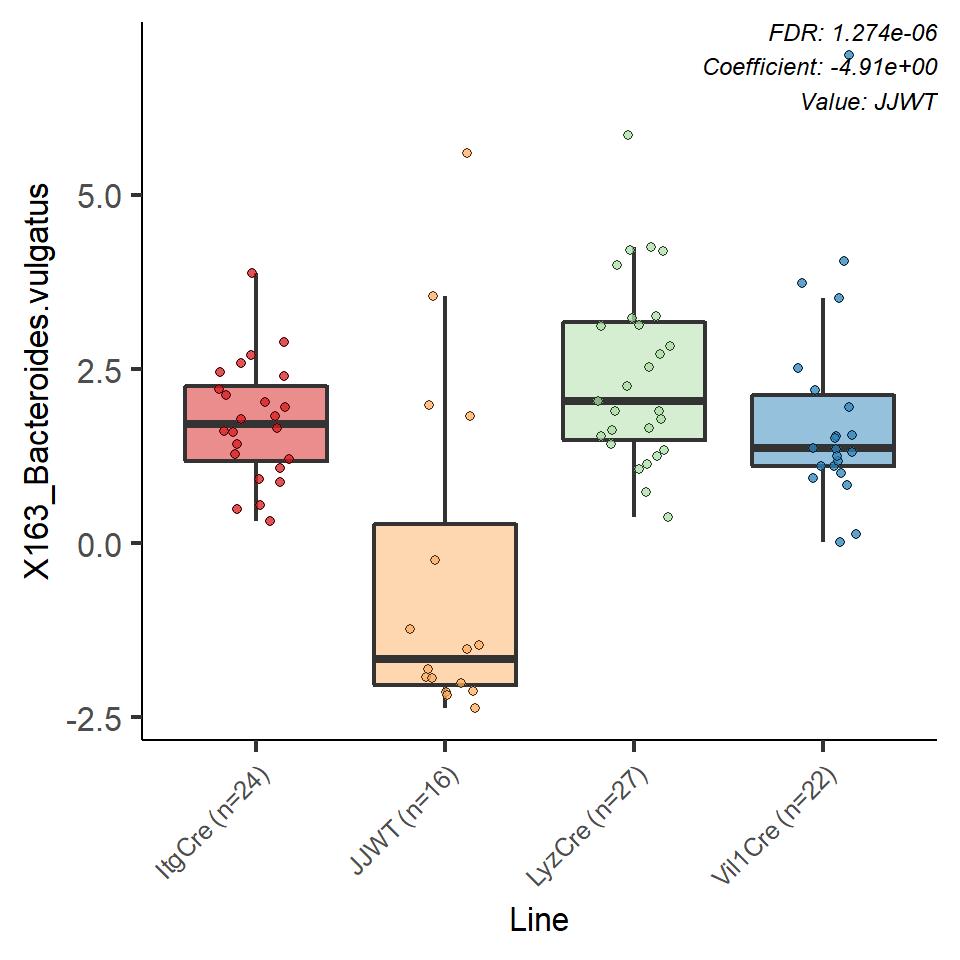 FDR: 1.274e-06
Coefficient: -4.91e+00
Value: JJWT
X163_Bacteroides.vulgatus
5.0
2.5
0.0
-2.5
ItgCre (n=24)
JJWT (n=16)
LyzCre (n=27)
Vil1Cre (n=22)
Line